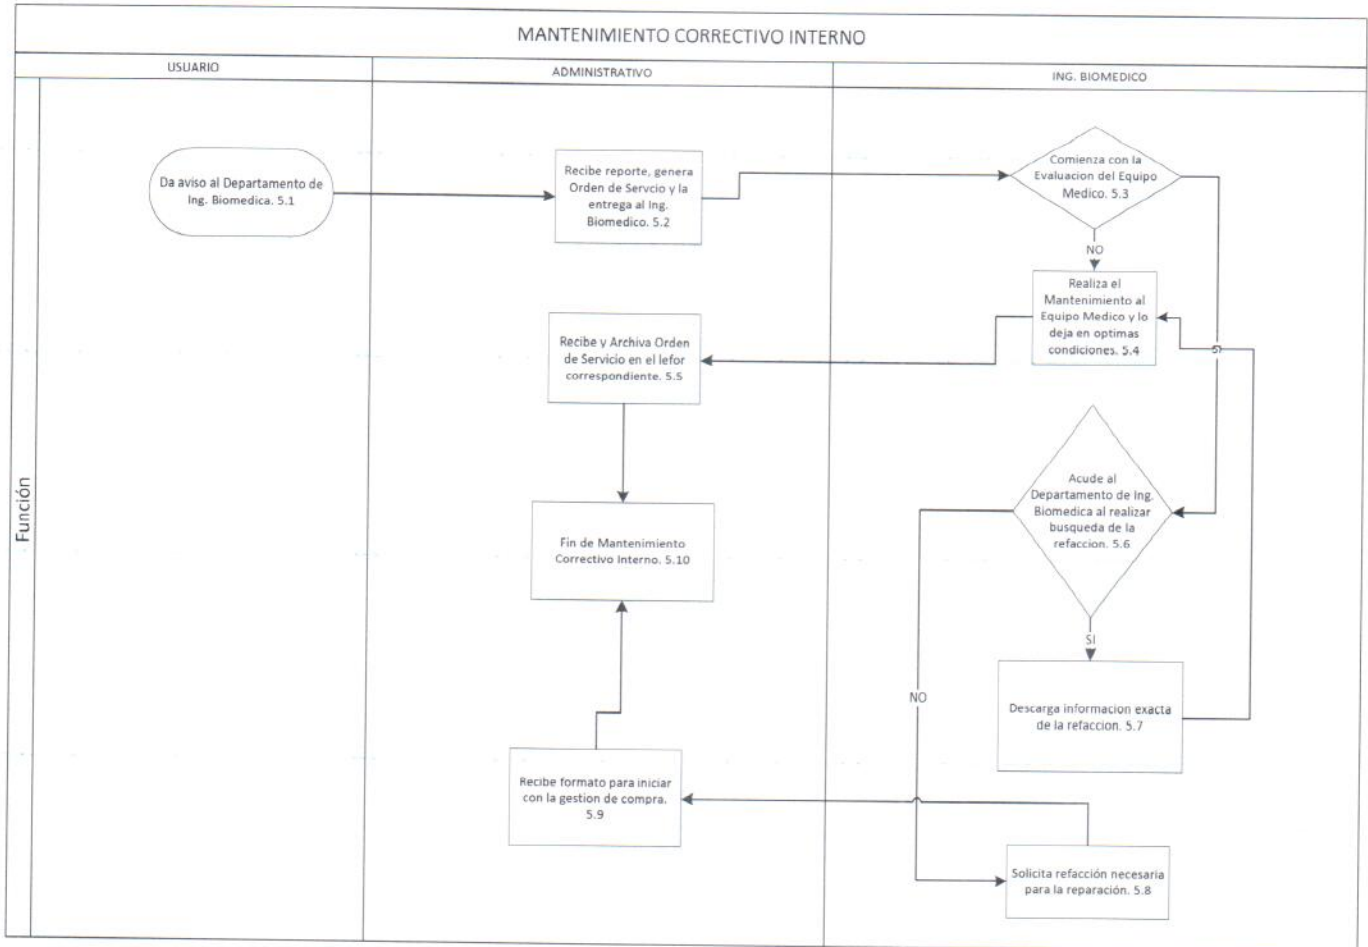 MANTENIMIENTO CORRECTIVO INTERNO
USUARIO
ADMINISTRATIVO
ING. BIOMEDICO
Función
Da aviso al Departamento de
Ing. Biomedica. 5.1
Recibe reporte, genera
Orden de Servcio y la
entrega al Ing.
Biomedico. 5.2
Comienza con la
Evaluacion del Equipo
Medico. 5.3
NO
Realiza el
Mantenimiento al
Equipo Medico y lo
deja en optimas
condiciones. 5.4
SI
Recibe y Archiva Orden
de Servicio en el lefor
correspondiente. 5.5
Acude al
Departamento de Ing.
Biomedica al realizar
busqueda de la
refaccion. 5.6
Fin de Mantenimiento
Correctivo Interno. 5.10
SI
NO
Descarga informacion exacta
de la refaccion. 5.7
Recibe formato para iniciar
con la gestion de compra.
5.9
Solicita refacción necesaria
para la reparación. 5.8